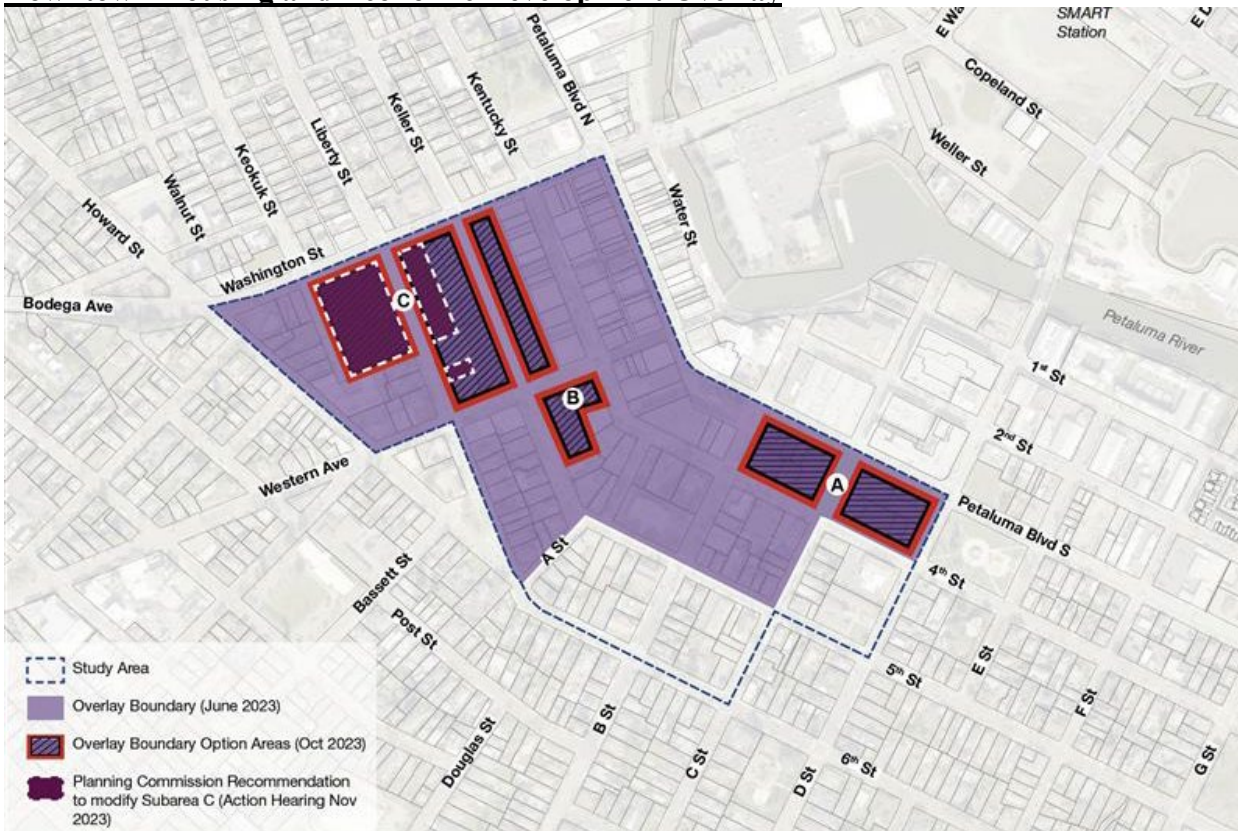 SMART
Station
Copeland St
Weller St
Petaluma Blvd N
Kentucky St
Keller St
Liberty St
Keokuk St
Walnut St
Howard St
Water St
Washington St
Bodega Ave
C
B
A
Petaluma River
1st St
2nd St
Petaluma Blvd S
4th St
Western Ave
A St
Bassett St
Post St
E St
5th St
F St
Douglas St
B St
C St
D St
6th St
G St
Study Area
Overlay Boundary (June 2023)
Overlay Boundary Option Areas (Oct 2023)
Planning Commission Recommendation
to modify Subarea C (Action Hearing Nov
2023)